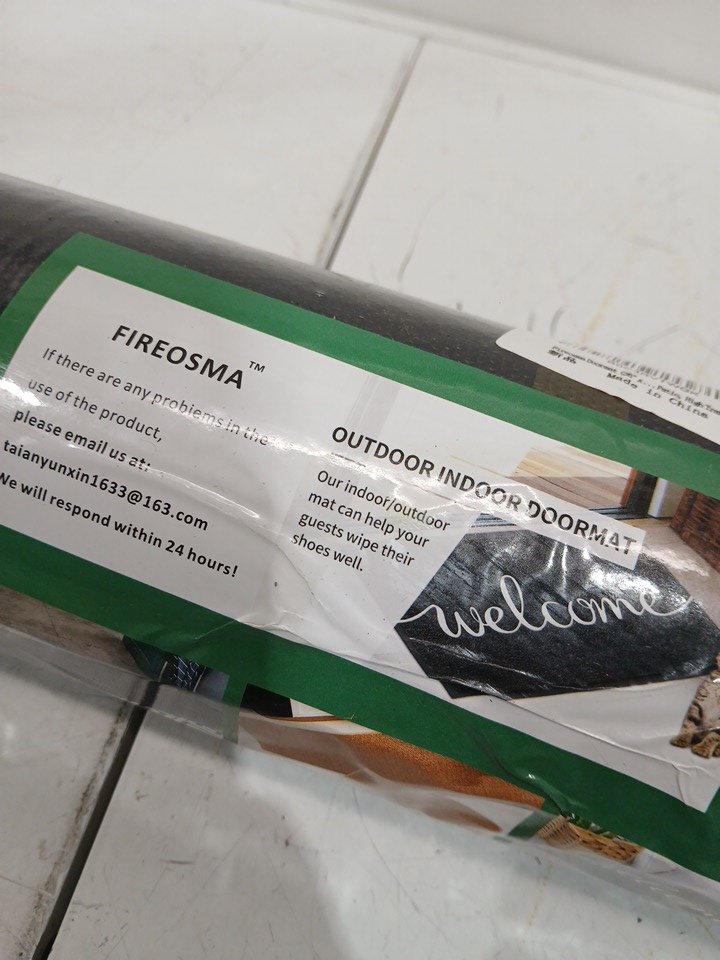 FIREOSMA™
If there are any problems in the
use of the product,
please email us at:
taianyunxin1633@163.com
We will respond within 24 hours!
OUTDOOR INDOOR DOORMAT
Our indoor/outdoor
mat can help your
guests wipe their
shoes well.
welcome
新品 Made in China